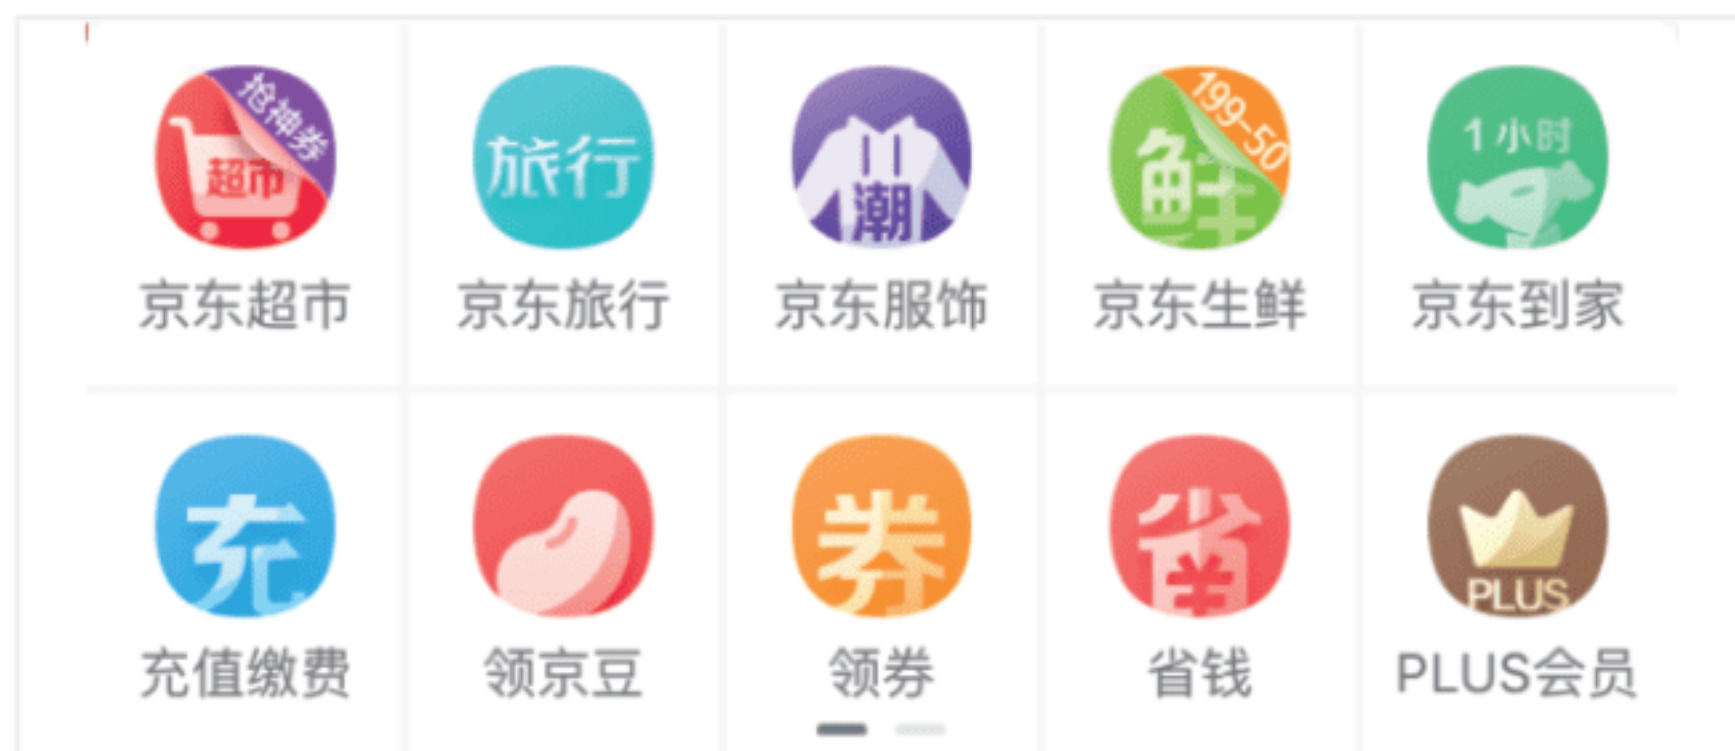 抢神券
超市
旅行
潮
199-50
鲜
1小时
京东超市
京东旅行
京东服饰
京东生鲜
京东到家
充
券
省
PLUS
充值缴费
领京豆
领券
省钱
PLUS会员